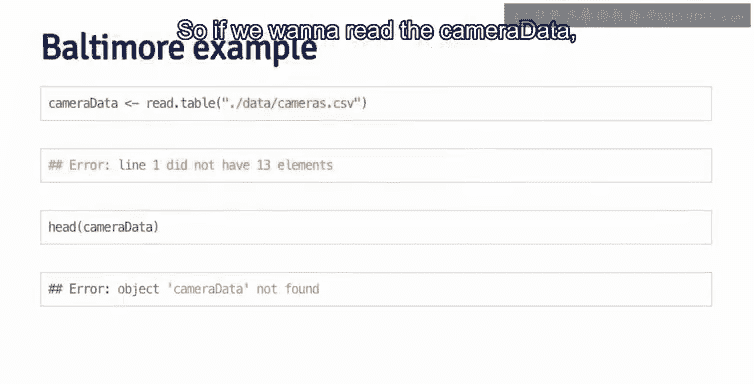 So if we wanna read the cameraData,
Baltimore example
cameraData <- read.table("./data/cameras.csv")
## Error: line 1 did not have 13 elements
head(cameraData)
## Error: object 'cameraData' not found